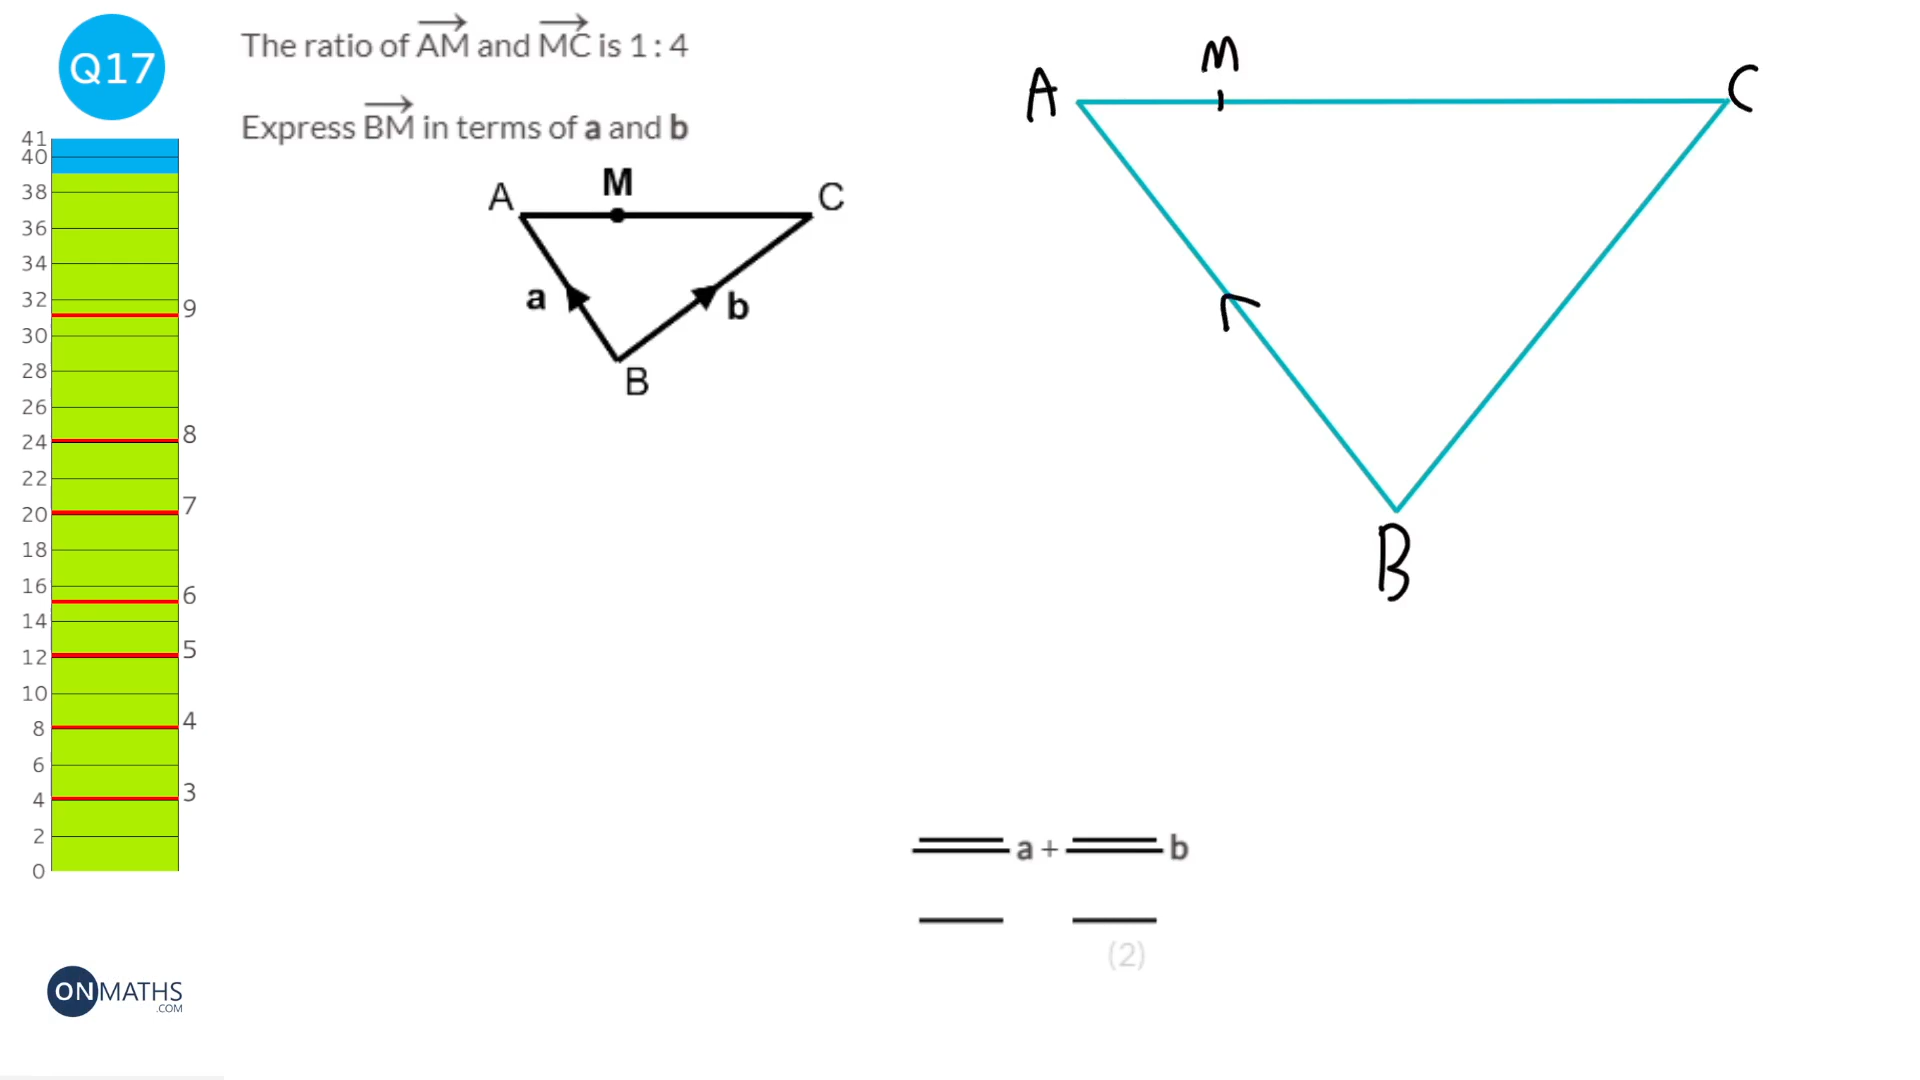 Q17
The ratio of AM and MC is 1 : 4
Express BM in terms of a and b
A
M
C
a
b
B
A
M
C
B
41
40
38
36
34
32
9
30
28
26
24
8
22
20
7
18
16
6
14
12
5
10
8
4
6
4
3
2
0
a + b
(2)
ONMATHS
.COM